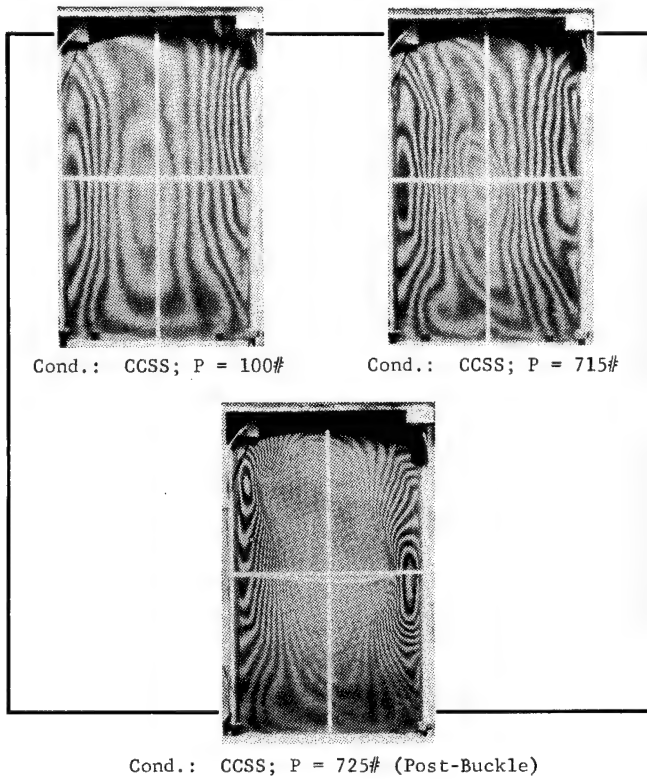 Cond.: CCSS; P = 100#
Cond.: CCSS; P = 715#
Cond.: CCSS; P = 725# (Post-Buckle)